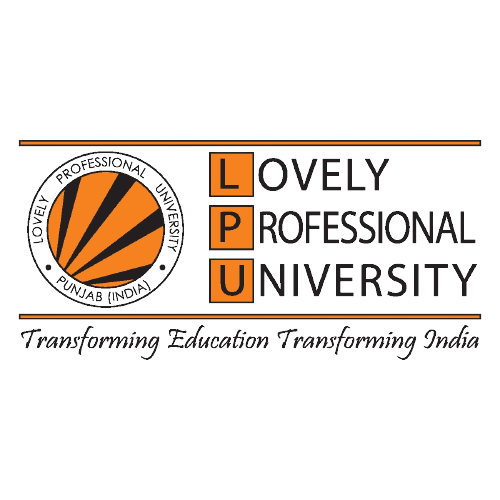 LOVELY PROFESSIONAL UNIVERSITY
• PUNJAB (INDIA) •
LOVELY
PROFESSIONAL
UNIVERSITY
Transforming Education Transforming India